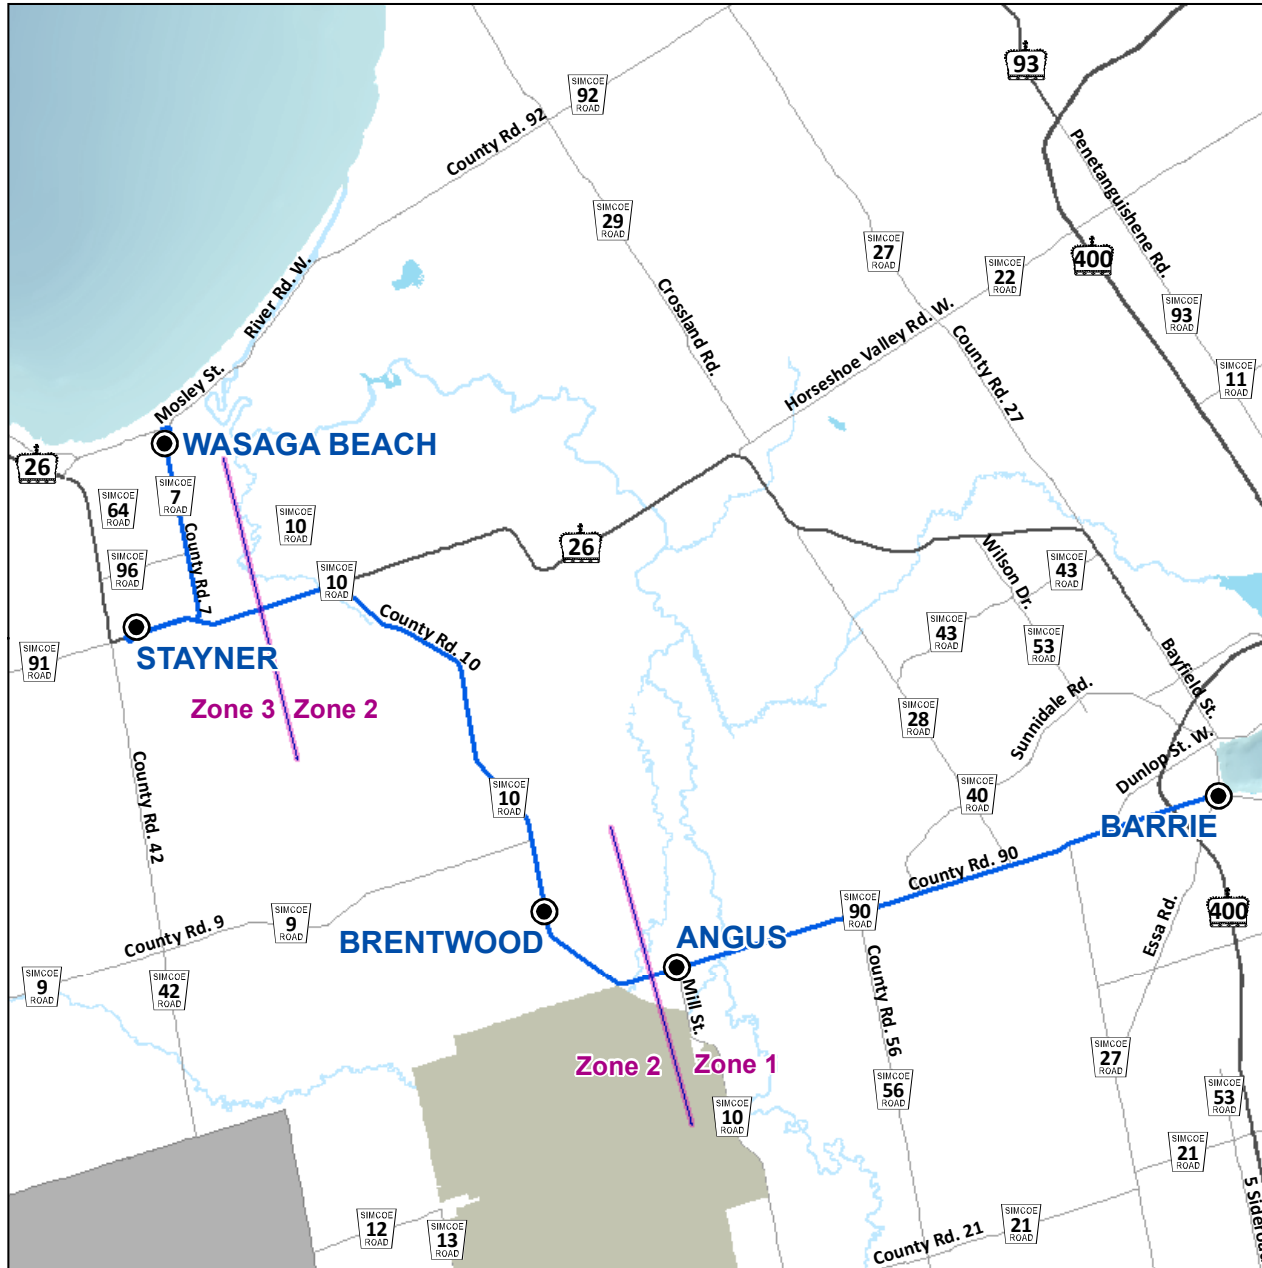 93
SIMCOE
92
ROAD
County Rd. 92
Penetanguishene Rd.
SIMCOE
29
ROAD
SIMCOE
27
ROAD
400
SIMCOE
22
ROAD
River Rd. W.
Crossland Rd.
SIMCOE
93
ROAD
Horseshoe Valley Rd. W.
County Rd. 27
SIMCOE
11
ROAD
Mosley St.
WASAGA BEACH
26
SIMCOE
64
ROAD
SIMCOE
7
ROAD
SIMCOE
10
ROAD
26
County Rd. 7
SIMCOE
96
ROAD
SIMCOE
10
ROAD
Wilson Dr.
SIMCOE
43
ROAD
County Rd. 10
SIMCOE
43
ROAD
SIMCOE
53
ROAD
SIMCOE
91
ROAD
STAYNER
Bayfield St.
Zone 3
Zone 2
SIMCOE
28
ROAD
Sunnidale Rd.
Dunlop St. W.
County Rd. 42
SIMCOE
10
ROAD
SIMCOE
40
ROAD
BARRIE
County Rd. 90
SIMCOE
90
ROAD
400
County Rd. 9
SIMCOE
9
ROAD
BRENTWOOD
ANGUS
Essa Rd.
SIMCOE
9
ROAD
SIMCOE
42
ROAD
Mill St.
County Rd. 56
Zone 2
Zone 1
SIMCOE
27
ROAD
SIMCOE
56
ROAD
SIMCOE
53
ROAD
SIMCOE
10
ROAD
SIMCOE
21
ROAD
SIMCOE
12
ROAD
SIMCOE
13
ROAD
County Rd. 21
SIMCOE
21
ROAD
5 Sideroad